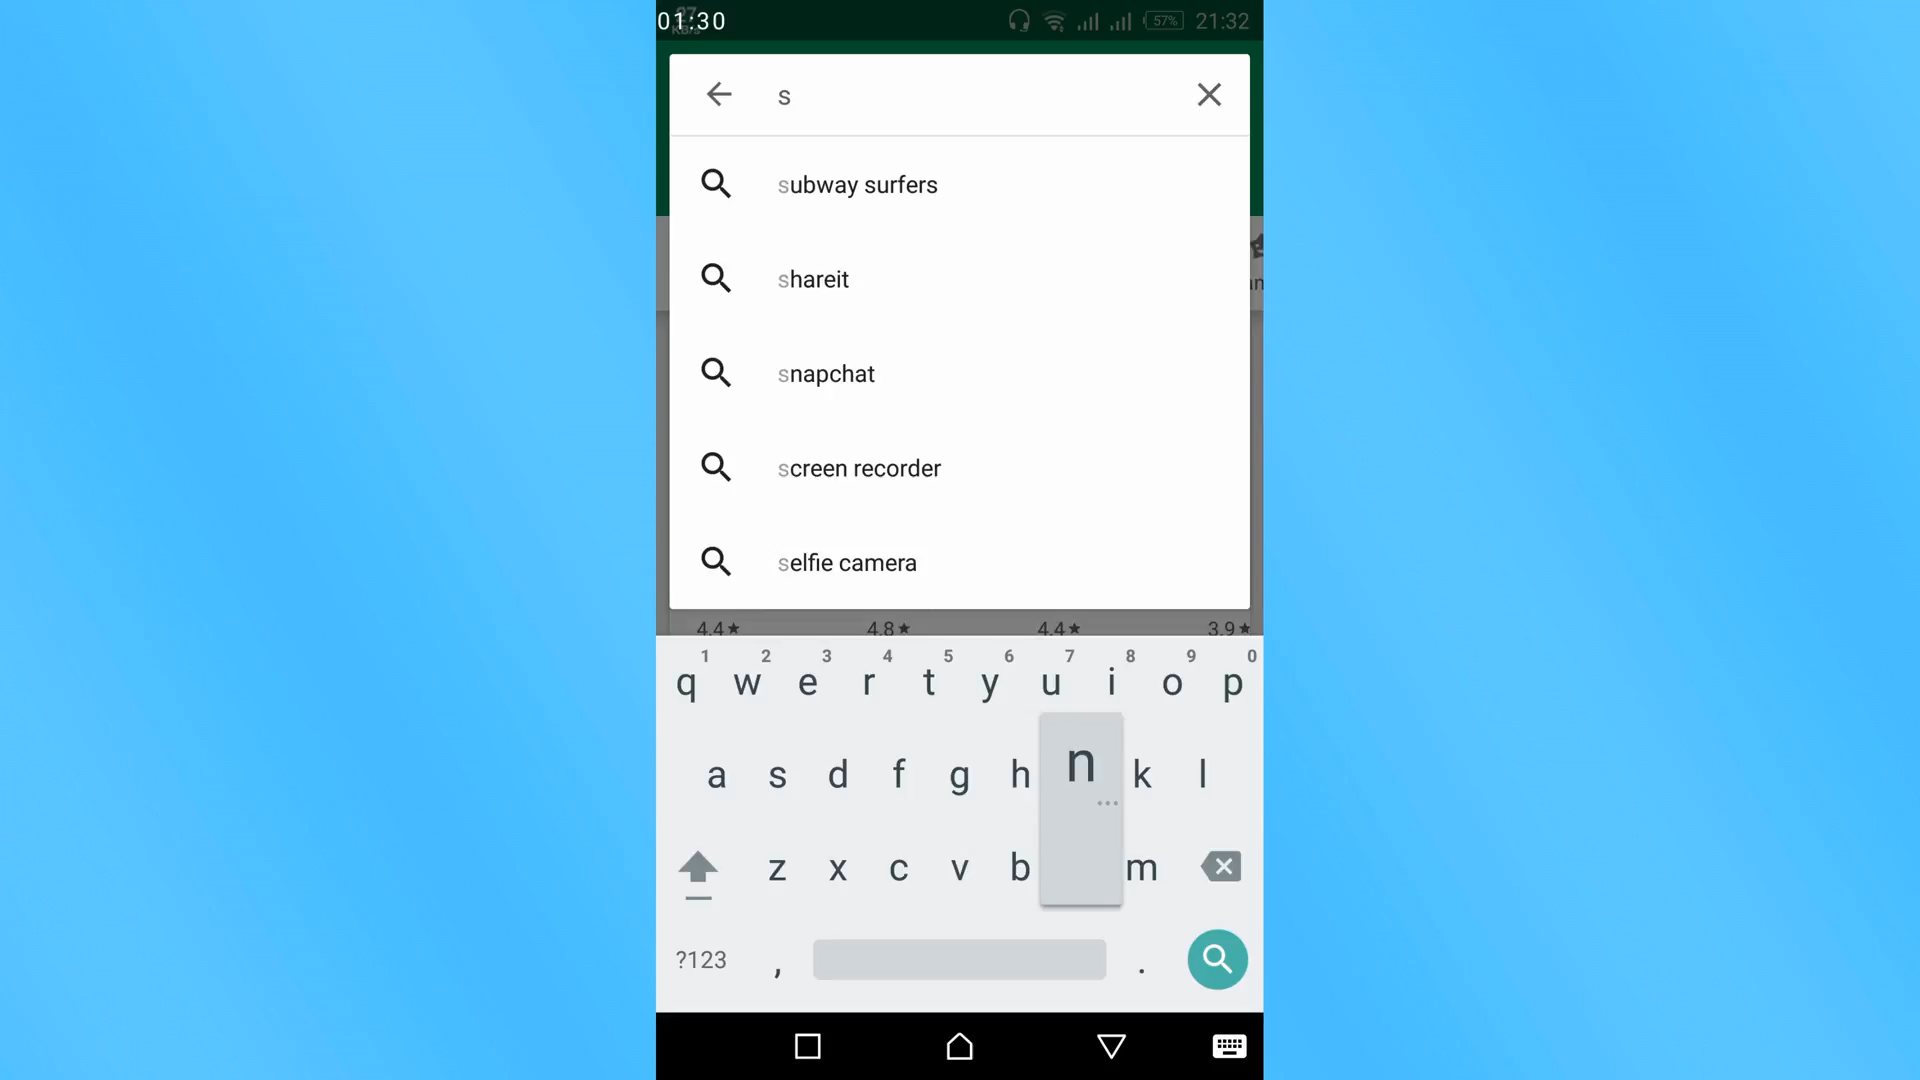 01:30 57% 21:32
s
subway surfers
shareit
snapchat
screen recorder
selfie camera
4.4★ 4.8★ 4.4★ 3.9★
1 2 3 4 5 6 7 8 9 0
q w e r t y u i o p
a s d f g h n k l
z x c v b m
?123 , .